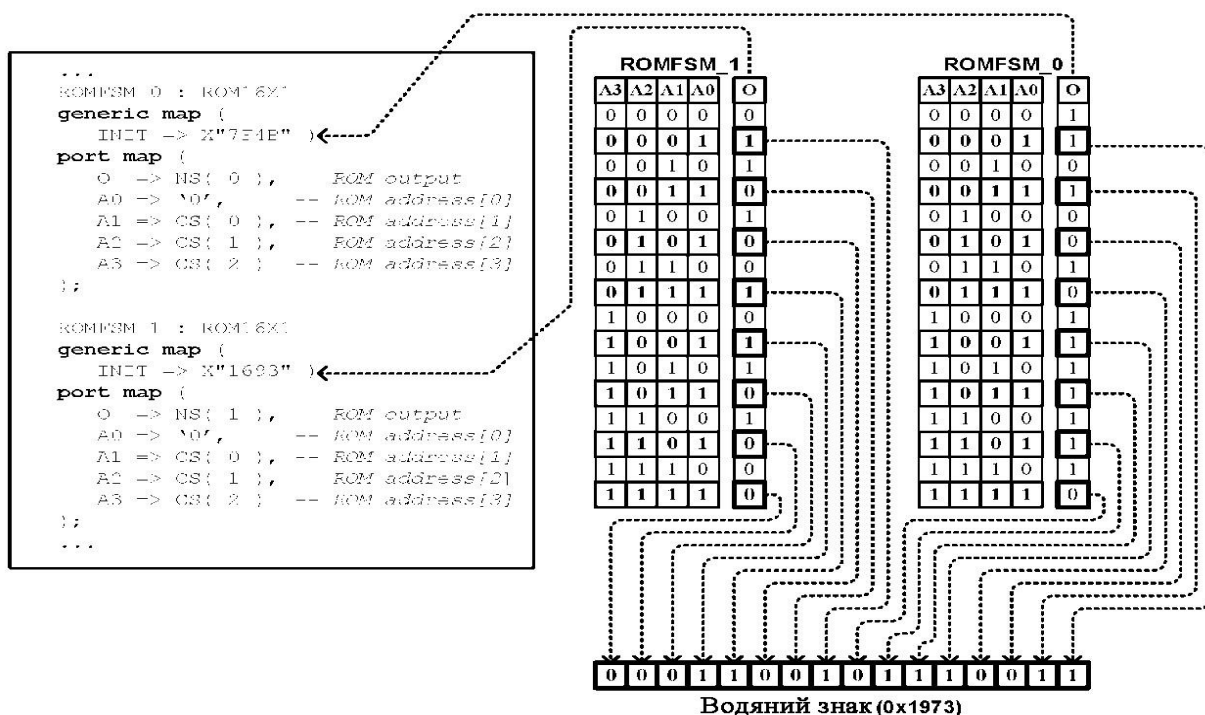 ...
ROMFSM_0 : ROM16X1
generic map (
INIT => X"7E4B" )
port map (
O => NS( 0 ), ROM output
A0 => '0', -- ROM address[0]
A1 => CS( 0 ), -- ROM address[1]
A2 => CS( 1 ), ROM address[2]
A3 => CS( 2 ) -- ROM address[3]
);
ROMFSM_1 : ROM16X1
generic map (
INIT => )
port map (
O => NS( 1 ), ROM output
A0 => '0', -- ROM address[0]
A1 => CS( 0 ), -- ROM address[1]
A2 => CS( 1 ), ROM address[2]
A3 => CS( 2 ) -- ROM address[3]
);
...
ROMFSM_1
A3 A2 A1 A0 O
0 0 0 0 0
0 0 0 1 1
0 0 1 0 1
0 0 1 1 0
0 1 0 0 1
0 1 0 1 0
0 1 1 0 0
0 1 1 1 1
1 0 0 0 0
1 0 0 1 1
1 0 1 0 1
1 0 1 1 0
1 1 0 0 1
1 1 0 1 0
1 1 1 0 0
1 1 1 1 0
ROMFSM_0
A3 A2 A1 A0 O
0 0 0 0 1
0 0 0 1 1
0 0 1 0 0
0 0 1 1 1
0 1 0 0 0
0 1 0 1 0
0 1 1 0 1
0 1 1 1 0
1 0 0 0 0
1 0 0 1 1
1 0 1 0 1
1 0 1 1 1
1 1 0 0 1
1 1 0 1 1
1 1 1 0 1
1 1 1 1 0
0 0 0 1 1 0 0 1 0 1 1 1 0 0 1 1
Водяний знак (0x1973)